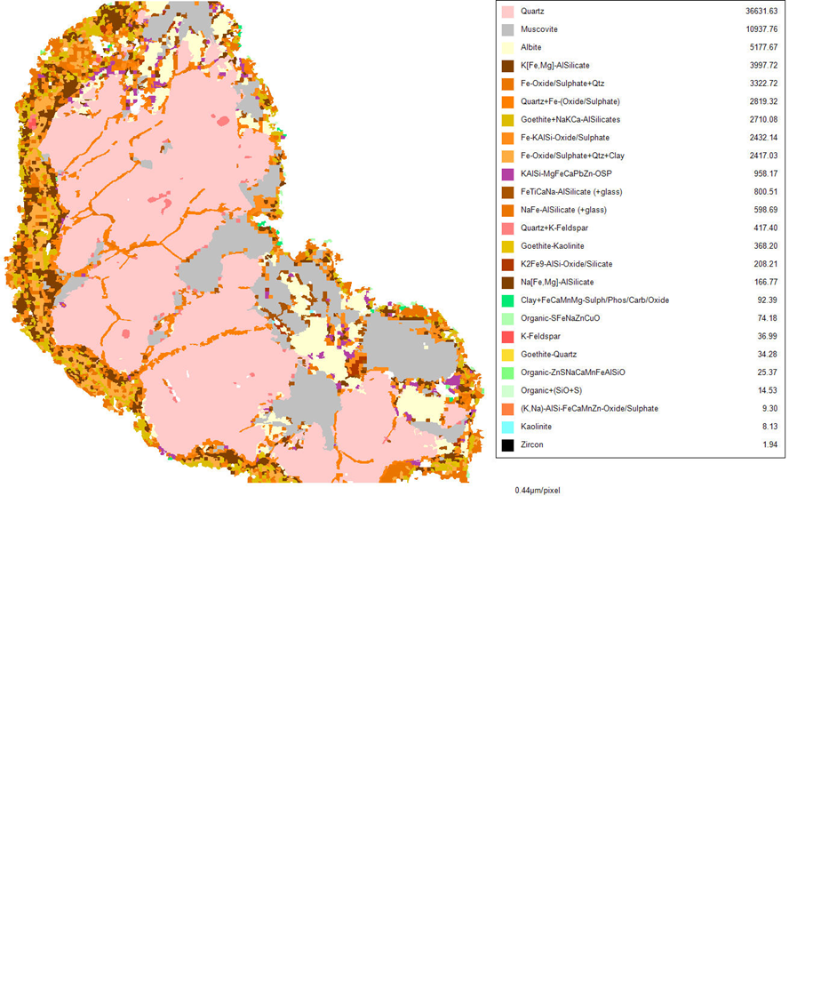 Quartz 36631.63
Muscovite 10937.76
Albite 5177.67
K[Fe,Mg]-AlSilicate 3997.72
Fe-Oxide/Sulphate+Qtz 3322.72
Quartz+Fe-(Oxide/Sulphate) 2819.32
Goethite+NaKCa-AlSilicates 2710.08
Fe-KAlSi-Oxide/Sulphate 2432.14
Fe-Oxide/Sulphate+Qtz+Clay 2417.03
KAlSi-MgFeCaPbZn-OSP 958.17
FeTiCaNa-AlSilicate (+glass) 800.51
NaFe-AlSilicate (+glass) 598.69
Quartz+K-Feldspar 417.40
Goethite-Kaolinite 368.20
K2Fe9-AlSi-Oxide/Silicate 208.21
Na[Fe,Mg]-AlSilicate 166.77
Clay+FeCaMnMg-Sulph/Phos/Carb/Oxide 92.39
Organic-SFeNaZnCuO 74.18
K-Feldspar 36.99
Goethite-Quartz 34.28
Organic-ZnSNaCaMnFeAlSiO 25.37
Organic+(SiO+S) 14.53
(K,Na)-AlSi-FeCaMnZn-Oxide/Sulphate 9.30
Kaolinite 8.13
Zircon 1.94
0.44µm/pixel